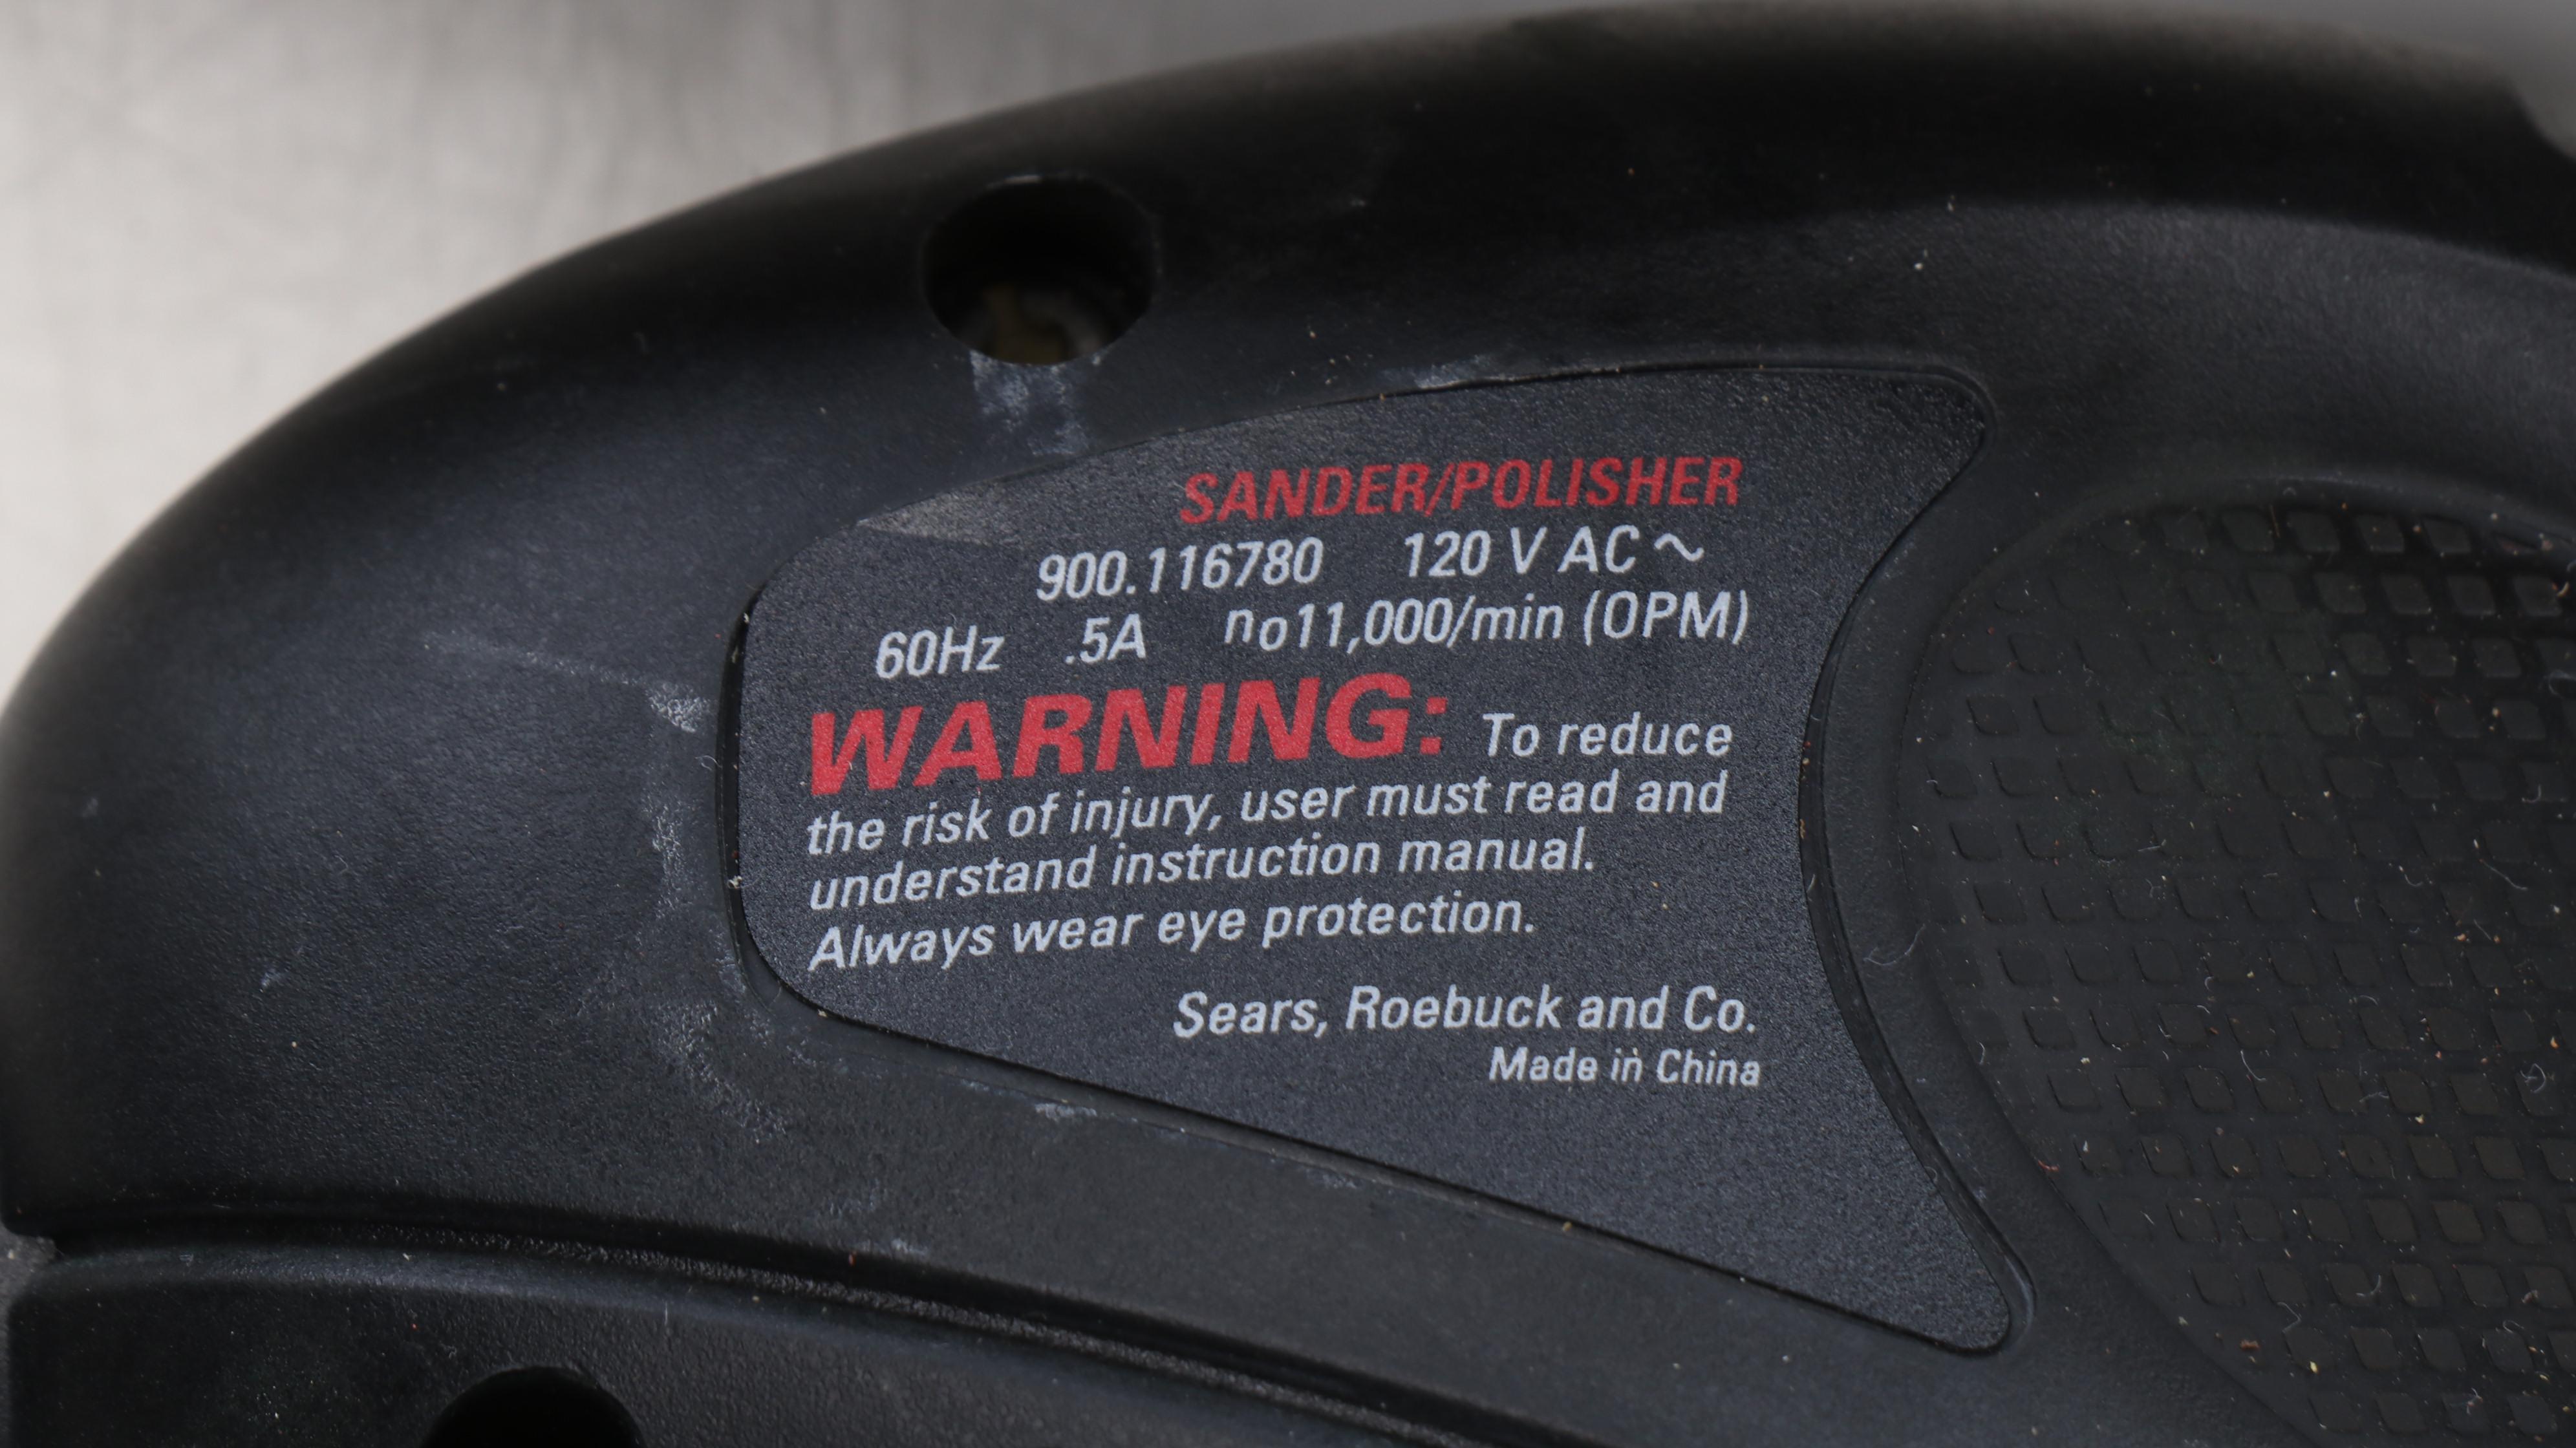 SANDER/POLISHER
900.116780 120 V AC ~
60Hz .5A no11,000/min (OPM)
WARNING: To reduce
the risk of injury, user must read and
understand instruction manual.
Always wear eye protection.
Sears, Roebuck and Co.
Made in China